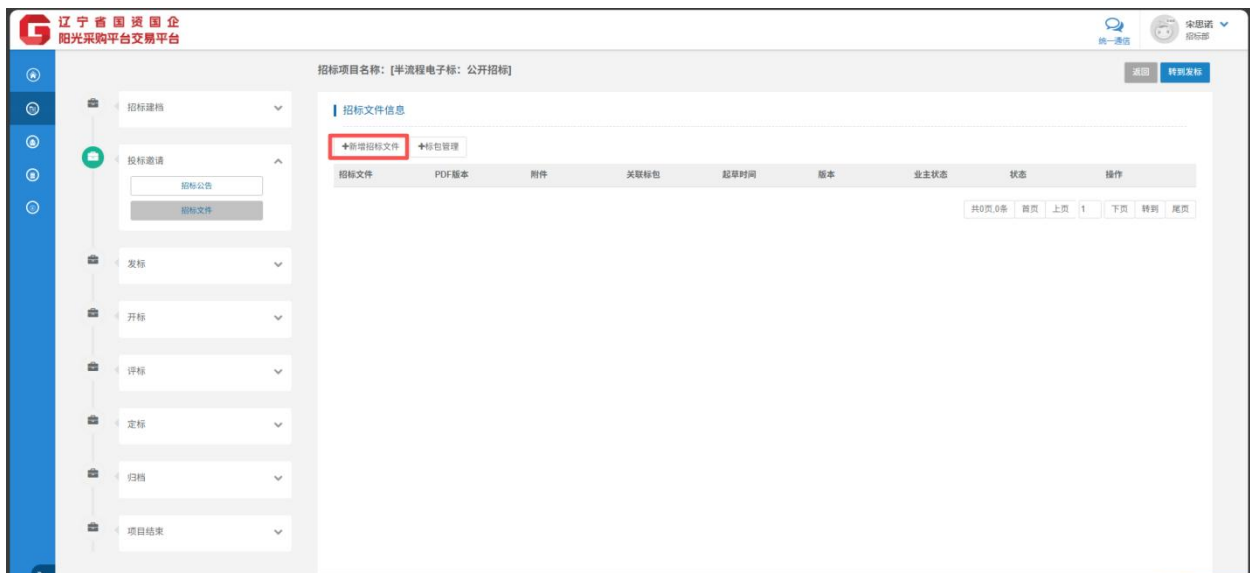 辽宁省国资国企
阳光采购平台交易平台
统一通信
宋思诺
招标部
招标项目名称：[半流程电子标：公开招标]
返回
转到发标
招标建档
投标邀请
招标公告
招标文件
发标
开标
评标
定标
归档
项目结束
招标文件信息
+新增招标文件
+标包管理
招标文件 PDF版本 附件 关联标包 起草时间 版本 业主状态 状态 操作
共0页,0条 首页 上页 1 下页 转到 尾页